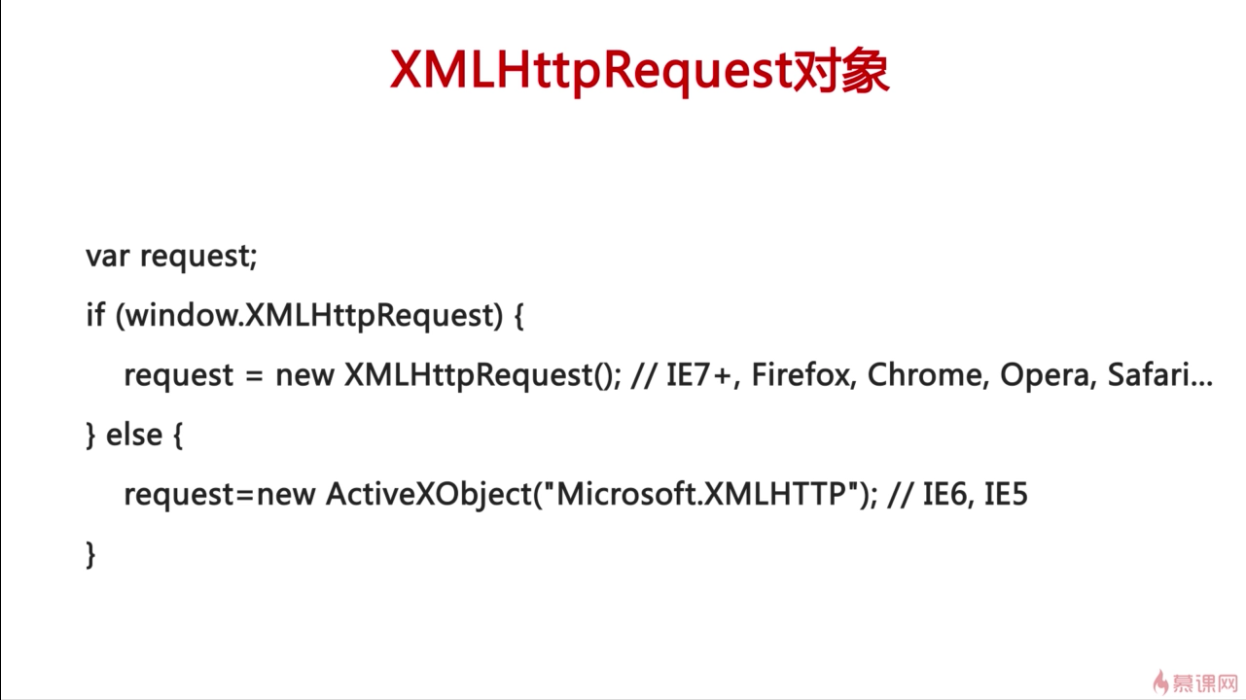 XMLHttpRequest对象
var request;
if (window.XMLHttpRequest) {
request = new XMLHttpRequest(); // IE7+, Firefox, Chrome, Opera, Safari...
} else {
request=new ActiveXObject("Microsoft.XMLHTTP"); // IE6, IE5
}
慕课网